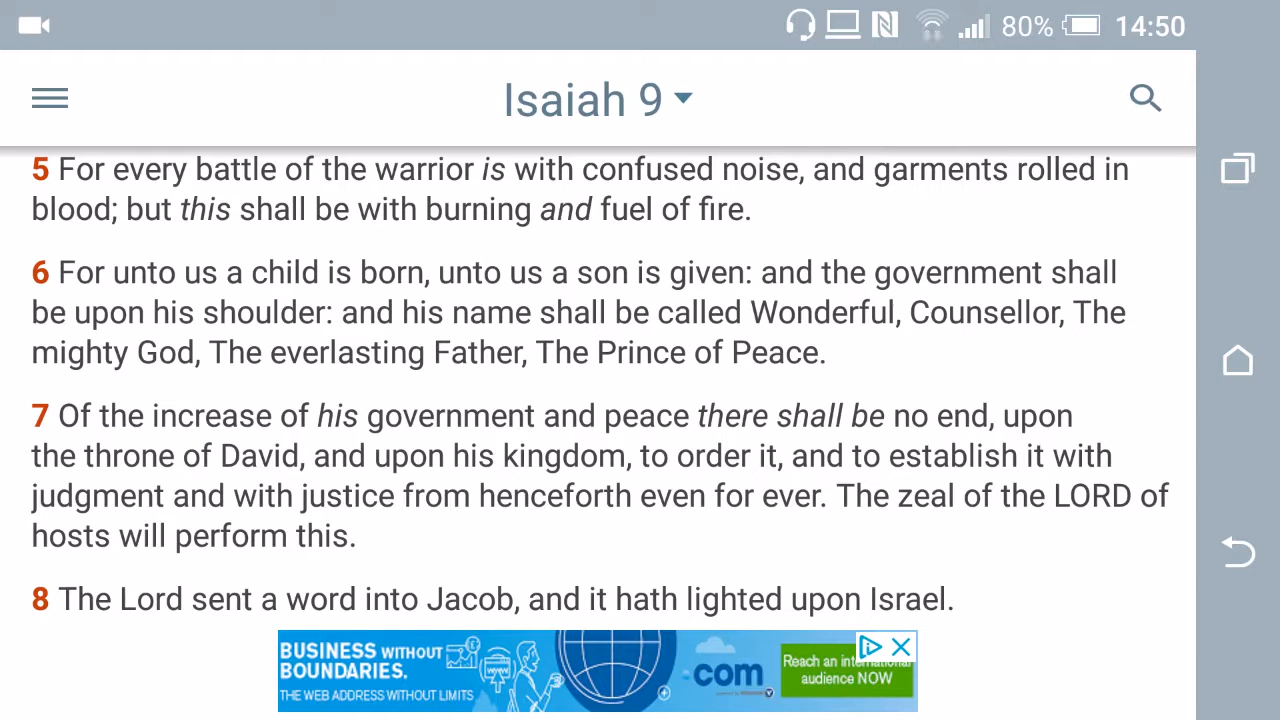 80% 14:50
Isaiah 9
5 For every battle of the warrior is with confused noise, and garments rolled in
blood; but this shall be with burning and fuel of fire.
6 For unto us a child is born, unto us a son is given: and the government shall
be upon his shoulder: and his name shall be called Wonderful, Counsellor, The
mighty God, The everlasting Father, The Prince of Peace.
7 Of the increase of his government and peace there shall be no end, upon
the throne of David, and upon his kingdom, to order it, and to establish it with
judgment and with justice from henceforth even for ever. The zeal of the LORD of
hosts will perform this.
8 The Lord sent a word into Jacob, and it hath lighted upon Israel.
BUSINESS WITHOUT
BOUNDARIES.
THE WEB ADDRESS WITHOUT LIMITS
.com
Reach an international
audience NOW